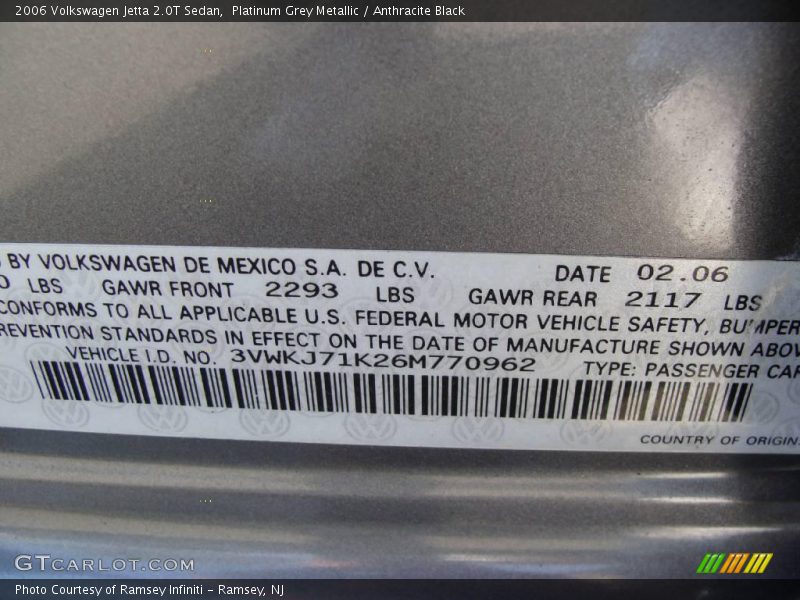 2006 Volkswagen Jetta 2.0T Sedan, Platinum Grey Metallic / Anthracite Black
BY VOLKSWAGEN DE MEXICO S.A. DE C.V. DATE 02.06
LBS GAWR FRONT 2293 LBS GAWR REAR 2117 LBS
CONFORMS TO ALL APPLICABLE U.S. FEDERAL MOTOR VEHICLE SAFETY, BUMPER
REVENTION STANDARDS IN EFFECT ON THE DATE OF MANUFACTURE SHOWN ABOV
VEHICLE I.D. NO. 3VWKJ71K26M770962 TYPE: PASSENGER CAR
COUNTRY OF ORIGIN:
GTCARLOT.COM
Photo Courtesy of Ramsey Infiniti - Ramsey, NJ